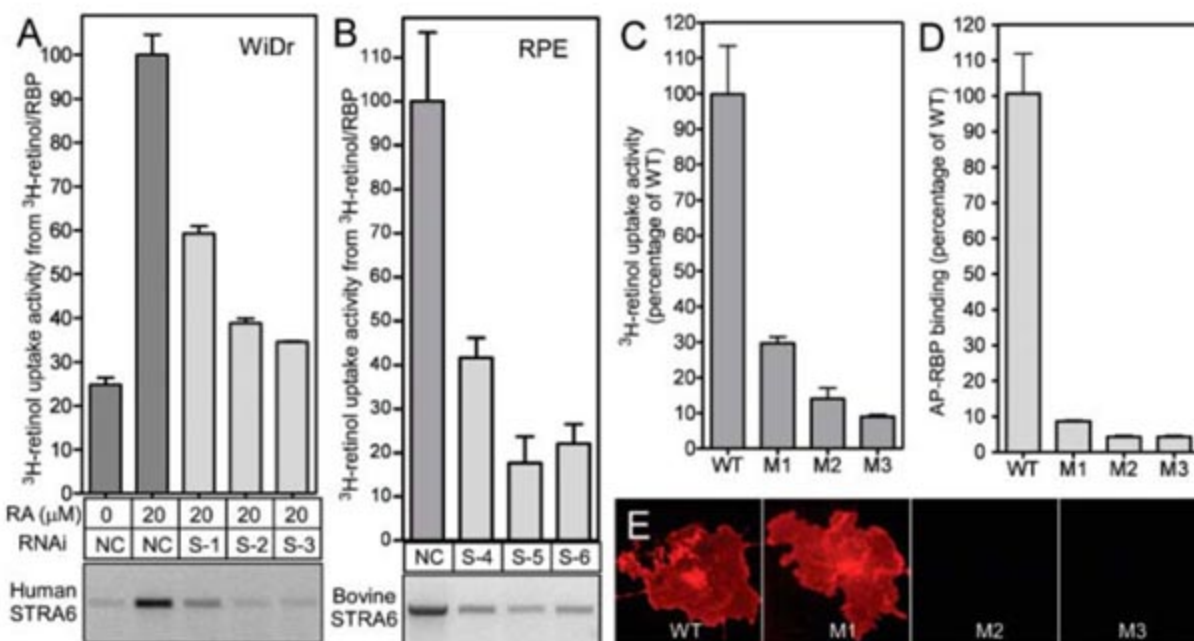 A
WiDr
³H-retinol uptake activity from ³H-retinol/RBP
100
90
80
70
60
50
40
30
20
10
0
RA (μM) 0 20 20 20 20
RNAi NC NC S-1 S-2 S-3
Human
STRA6
B
RPE
³H-retinol uptake activity from ³H-retinol/RBP
110
100
90
80
70
60
50
40
30
20
10
0
NC S-4 S-5 S-6
Bovine
STRA6
C
³H-retinol uptake activity
(percentage of WT)
120
110
100
90
80
70
60
50
40
30
20
10
0
WT M1 M2 M3
D
AP-RBP binding (percentage of WT)
120
110
100
90
80
70
60
50
40
30
20
10
0
WT M1 M2 M3
E
WT M1 M2 M3